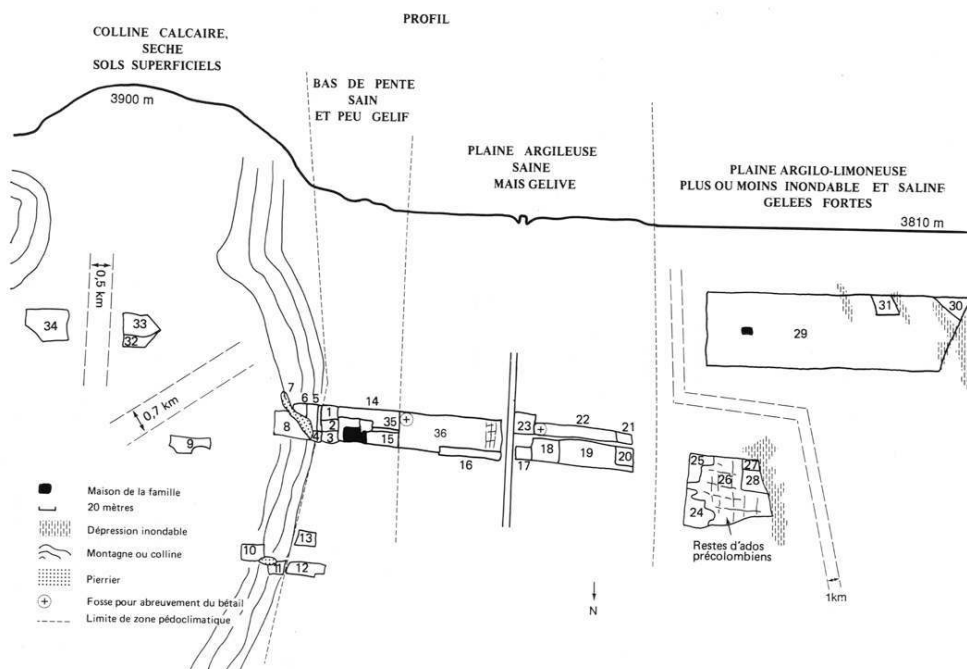 PROFIL
COLLINE CALCAIRE,
SECHE
SOLS SUPERFICIELS
3900 m
BAS DE PENTE
SAIN
ET PEU GELIF
PLAINE ARGILEUSE
SAINE
MAIS GELIVE
PLAINE ARGILO-LIMONEUSE
PLUS OU MOINS INONDABLE ET SALINE
GELEES FORTES
3810 m
0,5 km
34
33
32
0,7 km
9
31
30
29
7
6
5
14
1
2
3
4
8
35
15
36
16
23
22
21
17
18
19
20
25
26
27
28
24
Restes d'ados
précolombiens
10
11
12
13
N
1km
Maison de la famille
20 mètres
Dépression inondable
Montagne ou colline
Pierrier
Fosse pour abreuvement du bétail
Limite de zone pédoclimatique